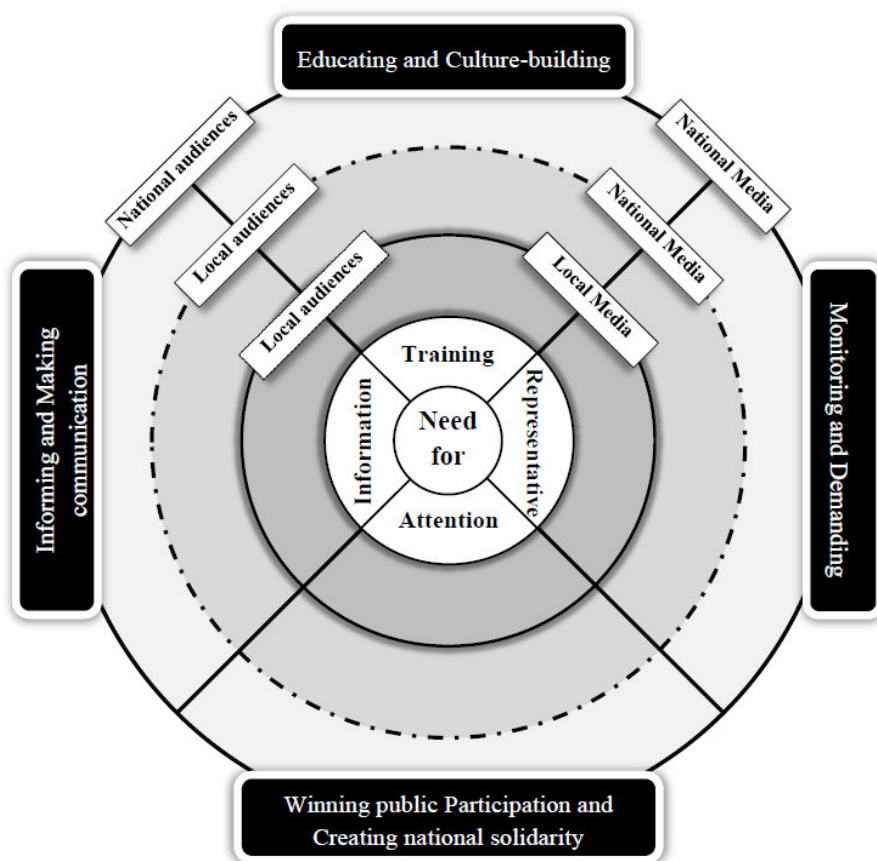 Educating and Culture-building
National audiences
National Media
Local audiences
National Media
Local audiences
Local Media
Informing and Making
communication
Monitoring and Demanding
Training
Information
Need
for
Representative
Attention
Winning public Participation and
Creating national solidarity